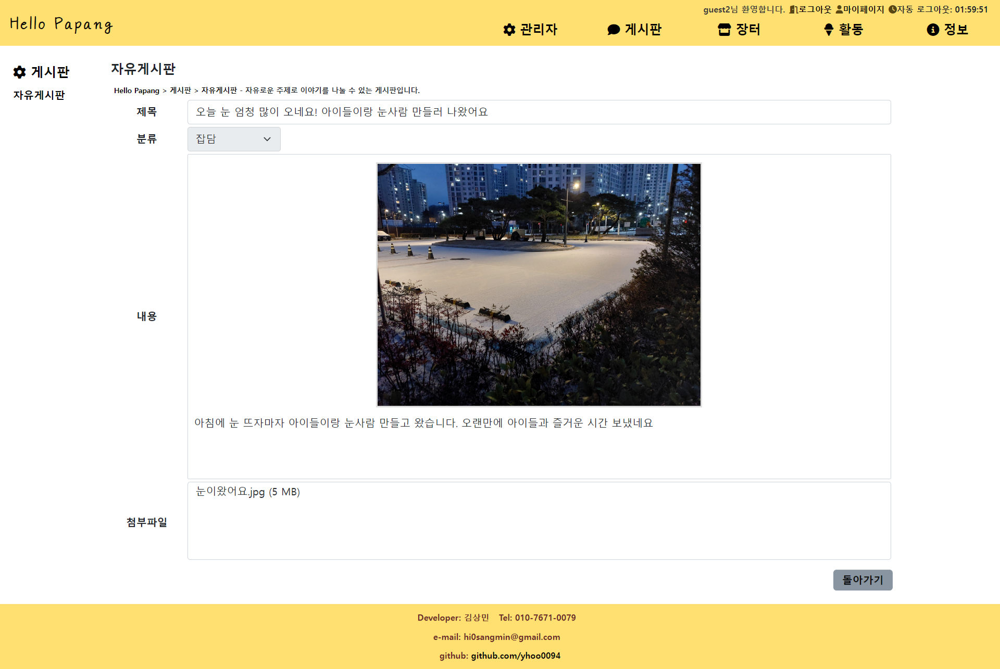 guest2님 환영합니다. 로그아웃 마이페이지 자동 로그아웃: 01:59:51
Hello Papang
관리자 게시판 장터 활동 정보
게시판
자유게시판
자유게시판
Hello Papang > 게시판 > 자유게시판 - 자유로운 주제로 이야기를 나눌 수 있는 게시판입니다.
제목 오늘 눈 엄청 많이 오네요! 아이들이랑 눈사람 만들러 나왔어요
분류 잡담
내용
아침에 눈 뜨자마자 아이들이랑 눈사람 만들고 왔습니다. 오랜만에 아이들과 즐거운 시간 보냈네요
첨부파일
눈이왔어요.jpg (5 MB)
돌아가기
Developer: 김상민 Tel: 010-7671-0079
e-mail: hi0sangmin@gmail.com
github: github.com/yhoo0094